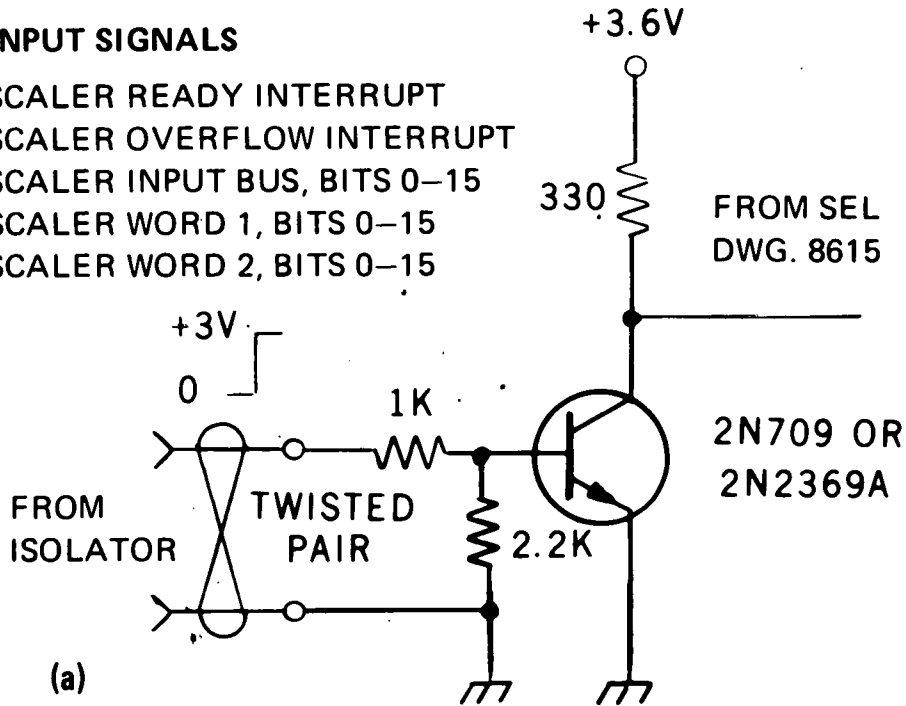 +3.6V
NPUT SIGNALS
SCALER READY INTERRUPT
SCALER OVERFLOW INTERRUPT
SCALER INPUT BUS, BITS 0–15
SCALER WORD 1, BITS 0–15
SCALER WORD 2, BITS 0–15
330
FROM SEL
DWG. 8615
+3V
0
1K
2N709 OR
2N2369A
FROM
ISOLATOR
TWISTED
PAIR
2.2K
(a)